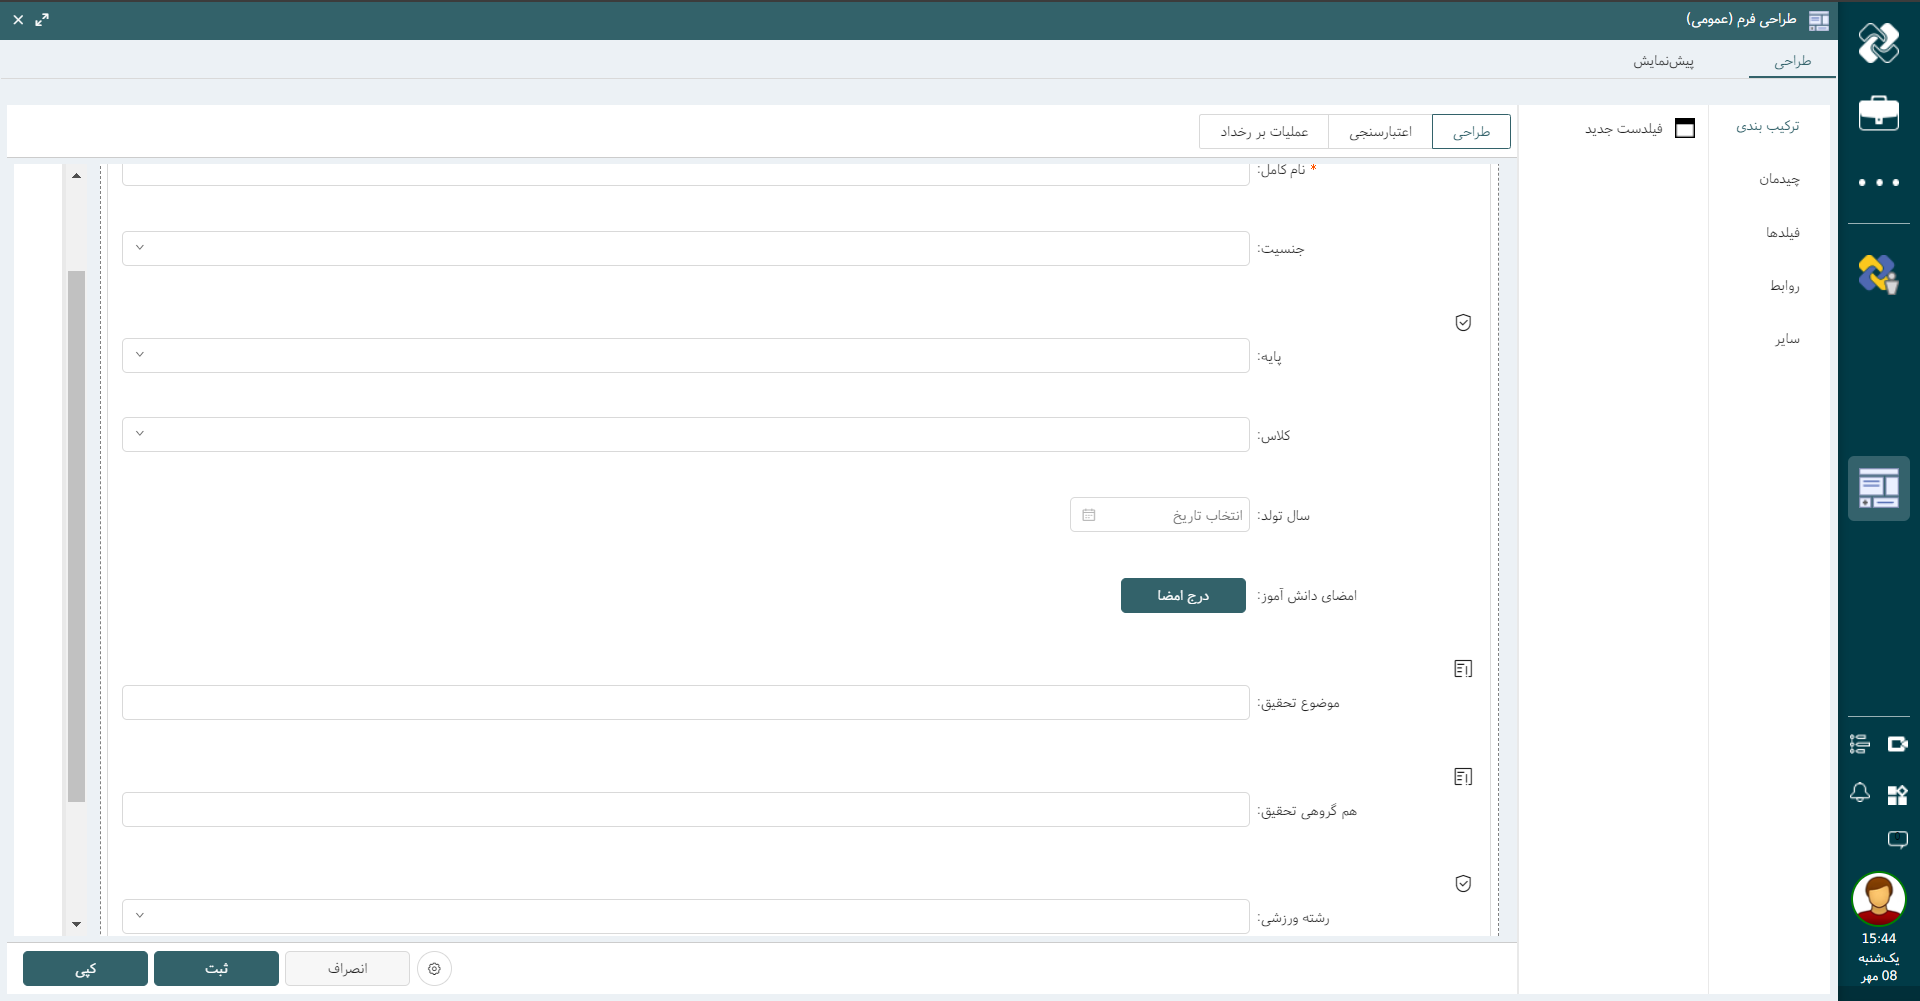 طراحی فرم (عمومی)
طراحی
پیش‌نمایش
ترکیب بندی
چیدمان
فیلدها
روابط
سایر
فیلدست جدید
طراحی
اعتبارسنجی
عملیات بر رخداد
* نام کامل:
جنسیت:
پایه:
کلاس:
سال تولد:
انتخاب تاریخ
امضای دانش آموز:
درج امضا
موضوع تحقیق:
هم گروهی تحقیق:
رشته ورزشی:
انصراف
ثبت
کپی
15:44
یک‌شنبه
08 مهر